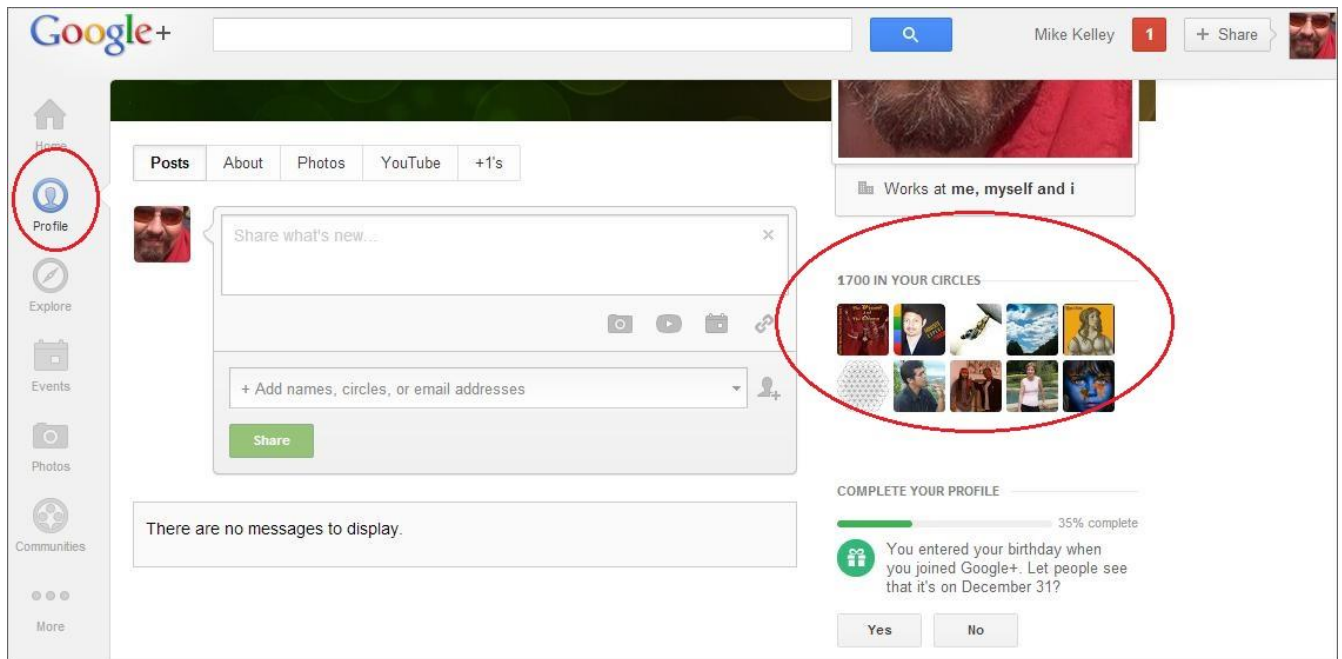 Google+
Mike Kelley
1
+ Share
Home
Profile
Explore
Events
Photos
Communities
More
Posts
About
Photos
YouTube
+1's
Share what's new...
+ Add names, circles, or email addresses
Share
There are no messages to display.
Works at me, myself and i
1700 IN YOUR CIRCLES
COMPLETE YOUR PROFILE
35% complete
You entered your birthday when
you joined Google+. Let people see
that it's on December 31?
Yes
No